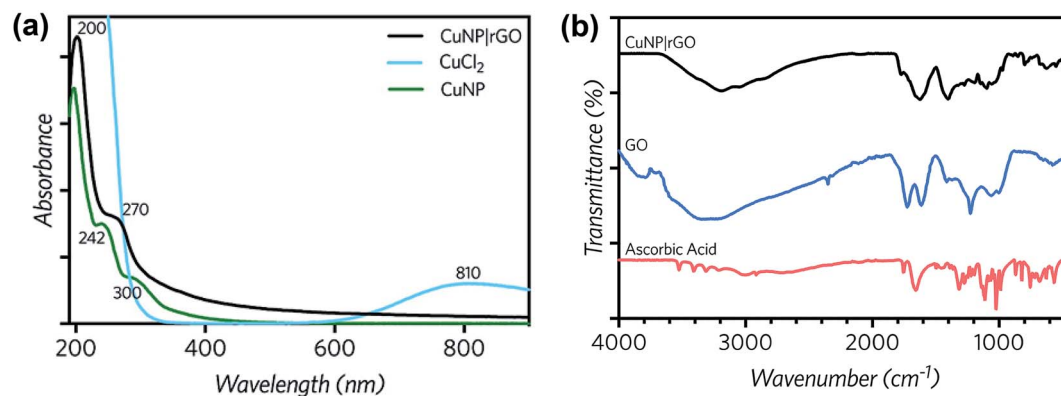 (a)
200
CuNP|rGO
CuCl₂
CuNP
Absorbance
270
242
300
810
200
400
600
800
Wavelength (nm)
(b)
CuNP|rGO
GO
Ascorbic Acid
Transmittance (%)
4000
3000
2000
1000
Wavenumber (cm⁻¹)